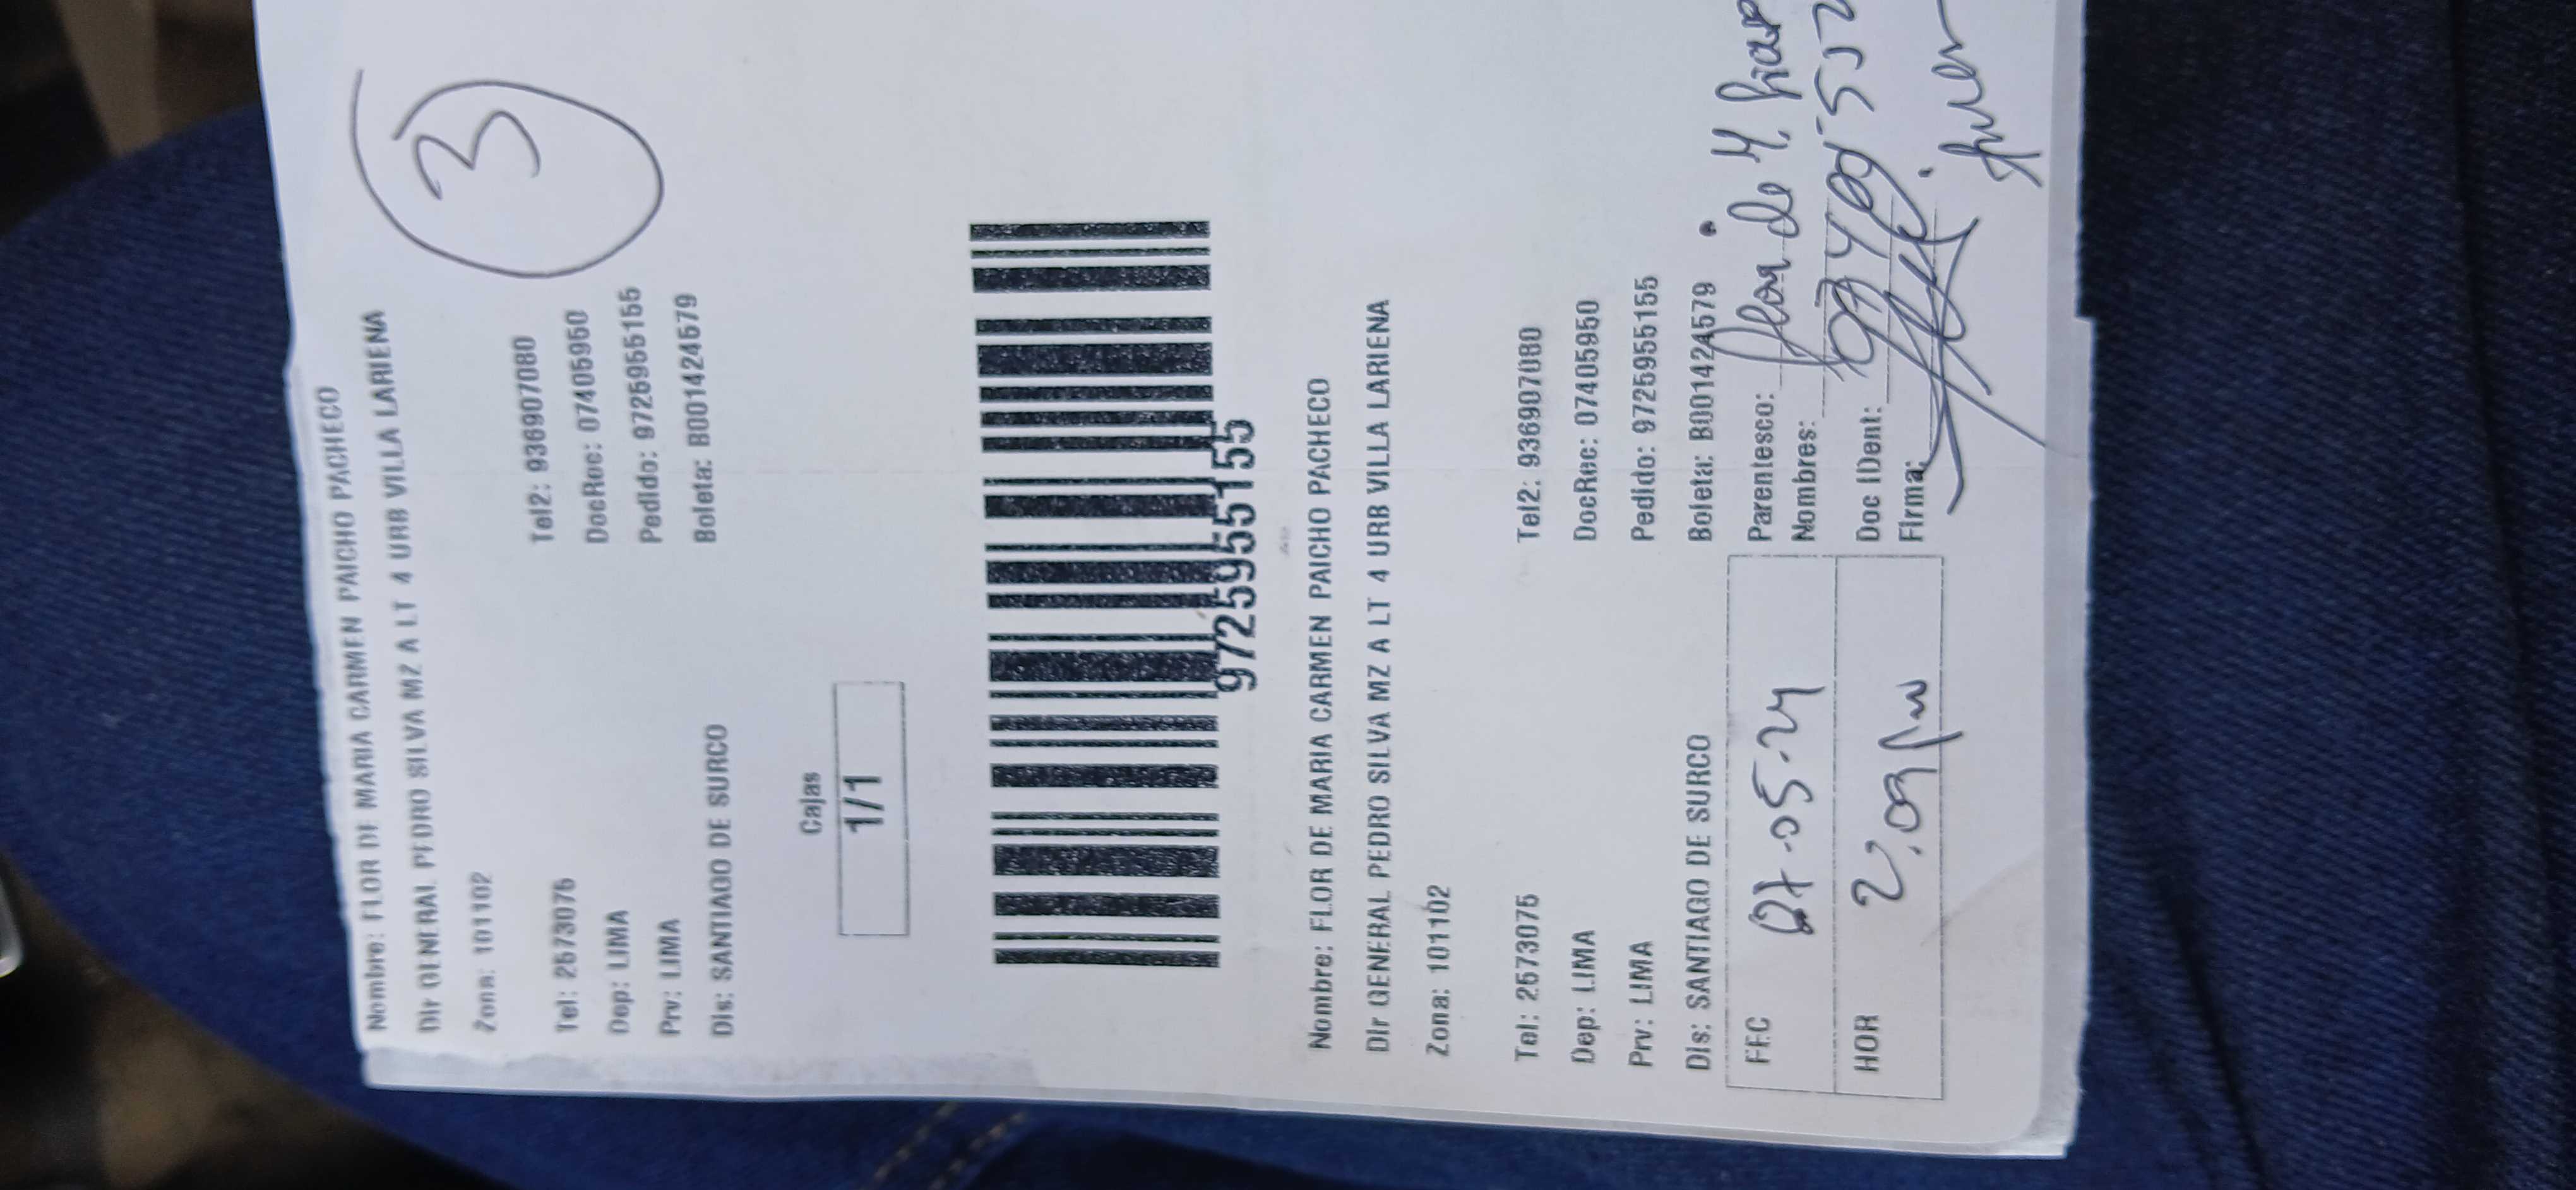 Nombre: FLOR DE MARIA CARMEN PAICHO PACHECO
Dir GENERAL PEDRO SILVA MZ A LT 4 URB VILLA LARIENA
Zona: 101102
3
Tel: 2573075 Tel2: 936907080
Dep: LIMA DocRec: 07405950
Prv: LIMA Pedido: 9725955155
Dis: SANTIAGO DE SURCO Boleta: B001424579
Cajas
1/1
9725955155
Nombre: FLOR DE MARIA CARMEN PAICHO PACHECO
Dir GENERAL PEDRO SILVA MZ A LT 4 URB VILLA LARIENA
Zona: 101102
Tel: 2573075 Tel2: 936907080
Dep: LIMA DocRec: 07405950
Prv: LIMA Pedido: 9725955155
Dis: SANTIAGO DE SURCO Boleta: B001424579
FEC 27-05-24 Parentesco:
Nombres: de M.
HOR 2.09 pm Doc IDent:
Firma: